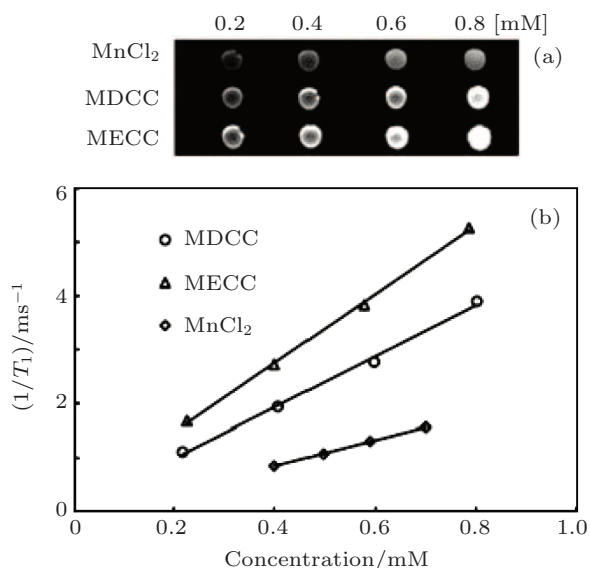 0.2 0.4 0.6 0.8 [mM]
MnCl₂
(a)
MDCC
MECC
6
(b)
MDCC
MECC
MnCl₂
4
2
0
(1/T₁)/ms⁻¹
0 0.2 0.4 0.6 0.8 1.0
Concentration/mM